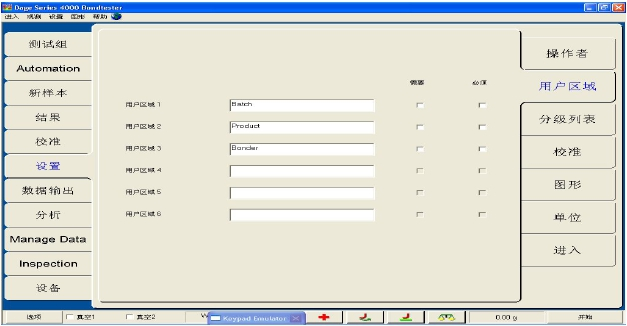 Dage Series 4000 Bondtester
进入 视察 设置 图形 帮助
测试组
Automation
新样本
结果
校准
设置
数据输出
分析
Manage Data
Inspection
设备
需要 必须
用户区域 1 Batch
用户区域 2 Product
用户区域 3 Bonder
用户区域 4
用户区域 5
用户区域 6
操作者
用户区域
分级列表
校准
图形
单位
进入
选项 真空1 真空2 Keypad Emulator 0.00 g 开始